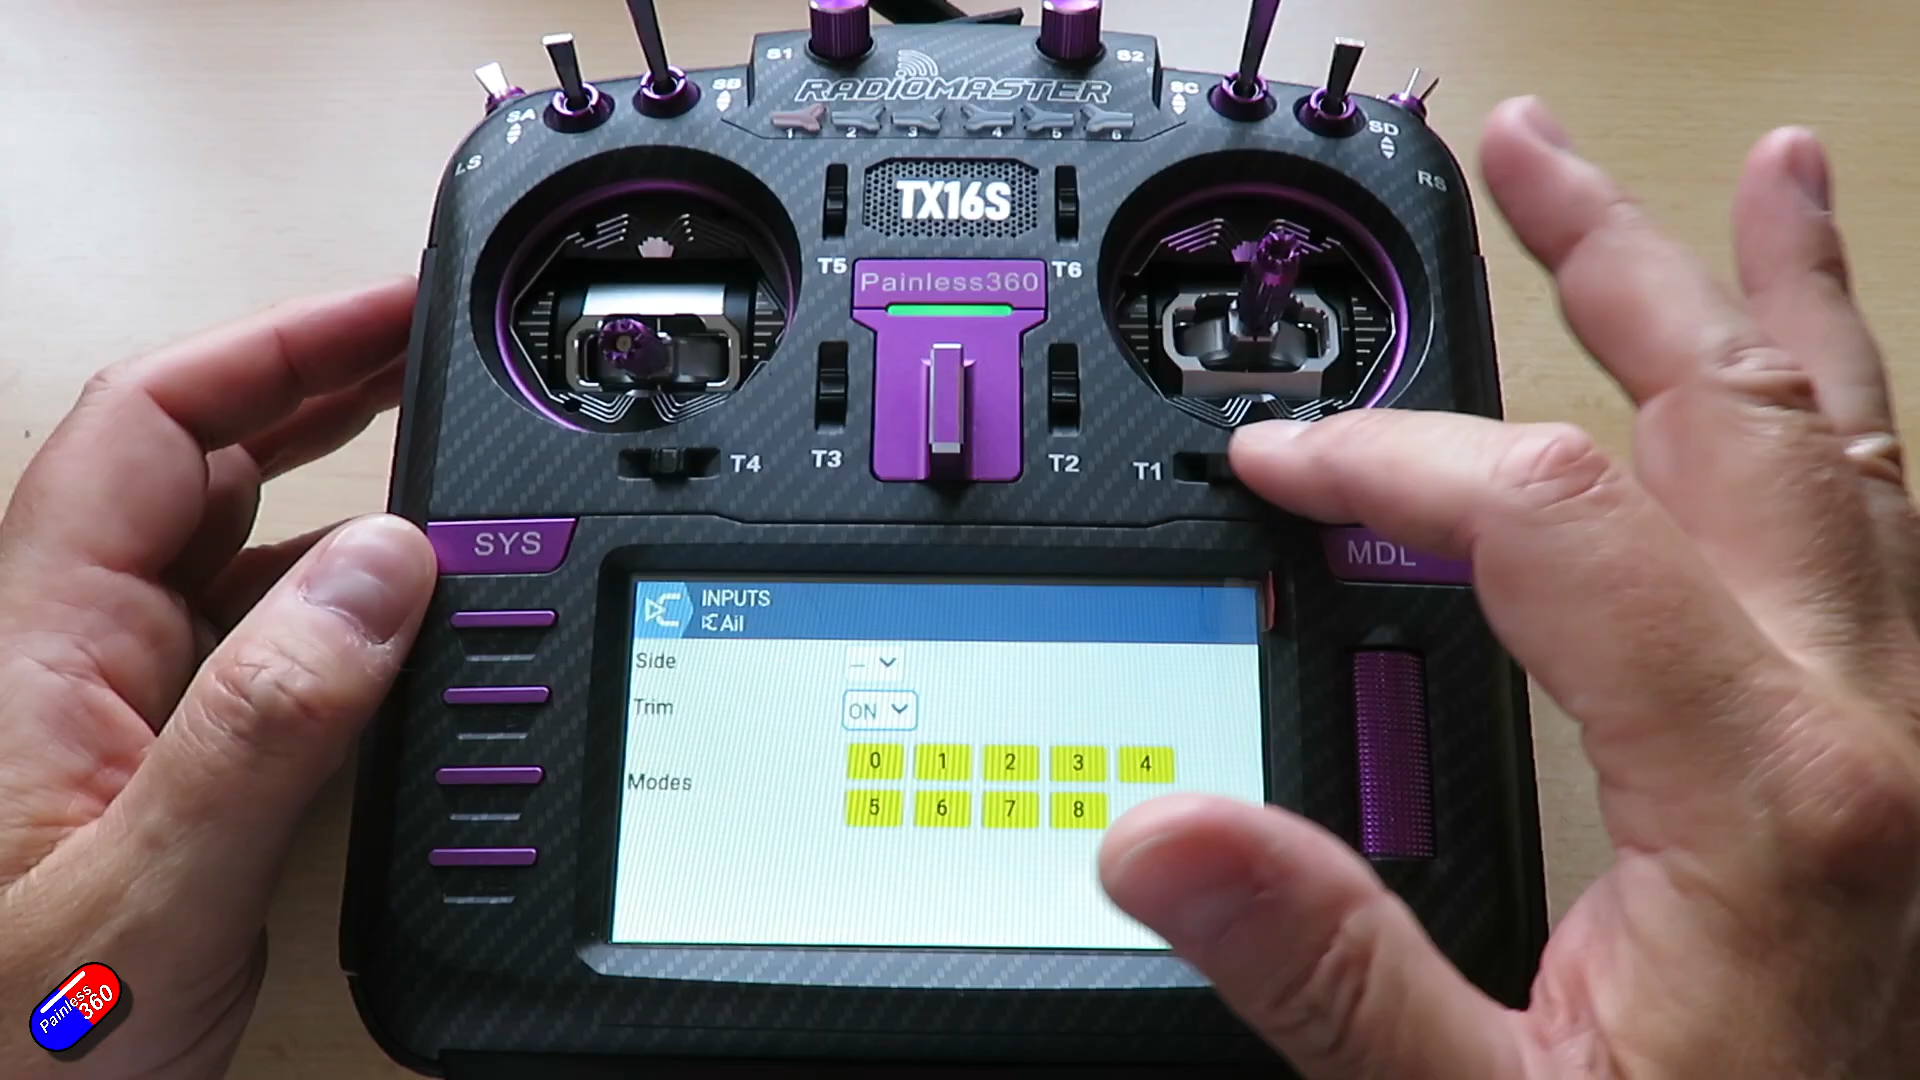 S1
S2
RADIOMASTER
SB
SC
SA
SD
1 2 3 4 5 6
LS
RS
TX16S
T5
T6
Painless360
T4
T3
T2
T1
SYS
MDL
INPUTS
Ail
Side -- 
Trim ON
Modes
0 1 2 3 4
5 6 7 8
Painless
360